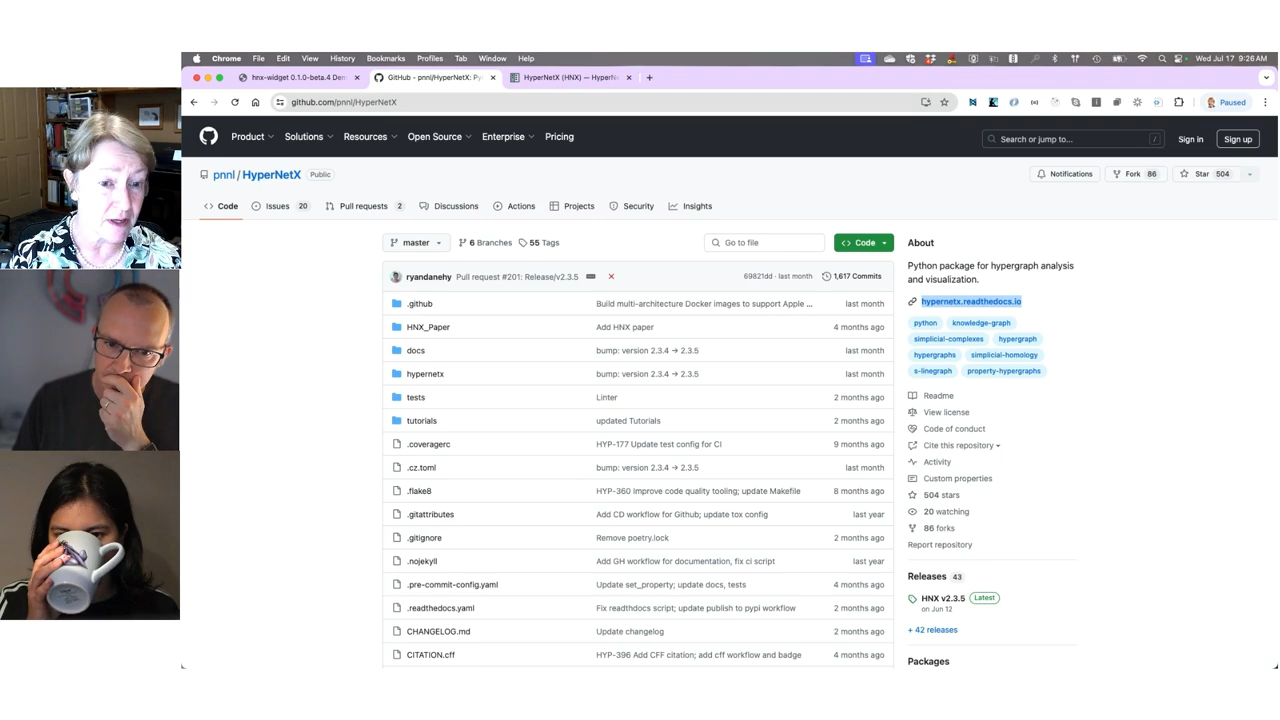 Chrome File Edit View History Bookmarks Profiles Tab Window Help Wed Jul 17 9:26 AM
hnx-widget 0.1.0-beta.4 Dem GitHub - pnnl/HyperNetX: Py HyperNetX (HNX) — HyperNe
github.com/pnnl/HyperNetX Paused
Product Solutions Resources Open Source Enterprise Pricing Search or jump to... / Sign in Sign up
pnnl / HyperNetX Public Notifications Fork 86 Star 504
Code Issues 20 Pull requests 2 Discussions Actions Projects Security Insights
master 6 Branches 55 Tags Go to file Code
ryandanehy Pull request #201: Release/v2.3.5 69821dd · last month 1,617 Commits
.github Build multi-architecture Docker images to support Apple ... last month
HNX_Paper Add HNX paper 4 months ago
docs bump: version 2.3.4 → 2.3.5 last month
hypernetx bump: version 2.3.4 → 2.3.5 last month
tests Linter 2 months ago
tutorials updated Tutorials 2 months ago
.coveragerc HYP-177 Update test config for CI 9 months ago
.cz.toml bump: version 2.3.4 → 2.3.5 last month
.flake8 HYP-360 Improve code quality tooling; update Makefile 8 months ago
.gitattributes Add CD workflow for Github; update tox config last year
.gitignore Remove poetry.lock 2 months ago
.nojekyll Add GH workflow for documentation, fix ci script last year
.pre-commit-config.yaml Update set_property; update docs, tests 4 months ago
.readthedocs.yaml Fix readthdocs script; update publish to pypi workflow 2 months ago
CHANGELOG.md Update changelog 2 months ago
CITATION.cff HYP-396 Add CFF citation; add cff workflow and badge 4 months ago
About
Python package for hypergraph analysis
and visualization.
hypernetx.readthedocs.io
python knowledge-graph
simplicial-complexes hypergraph
hypergraphs simplicial-homology
s-linegraph property-hypergraphs
Readme
View license
Code of conduct
Cite this repository
Activity
Custom properties
504 stars
20 watching
86 forks
Report repository
Releases 43
HNX v2.3.5 Latest
on Jun 12
+ 42 releases
Packages